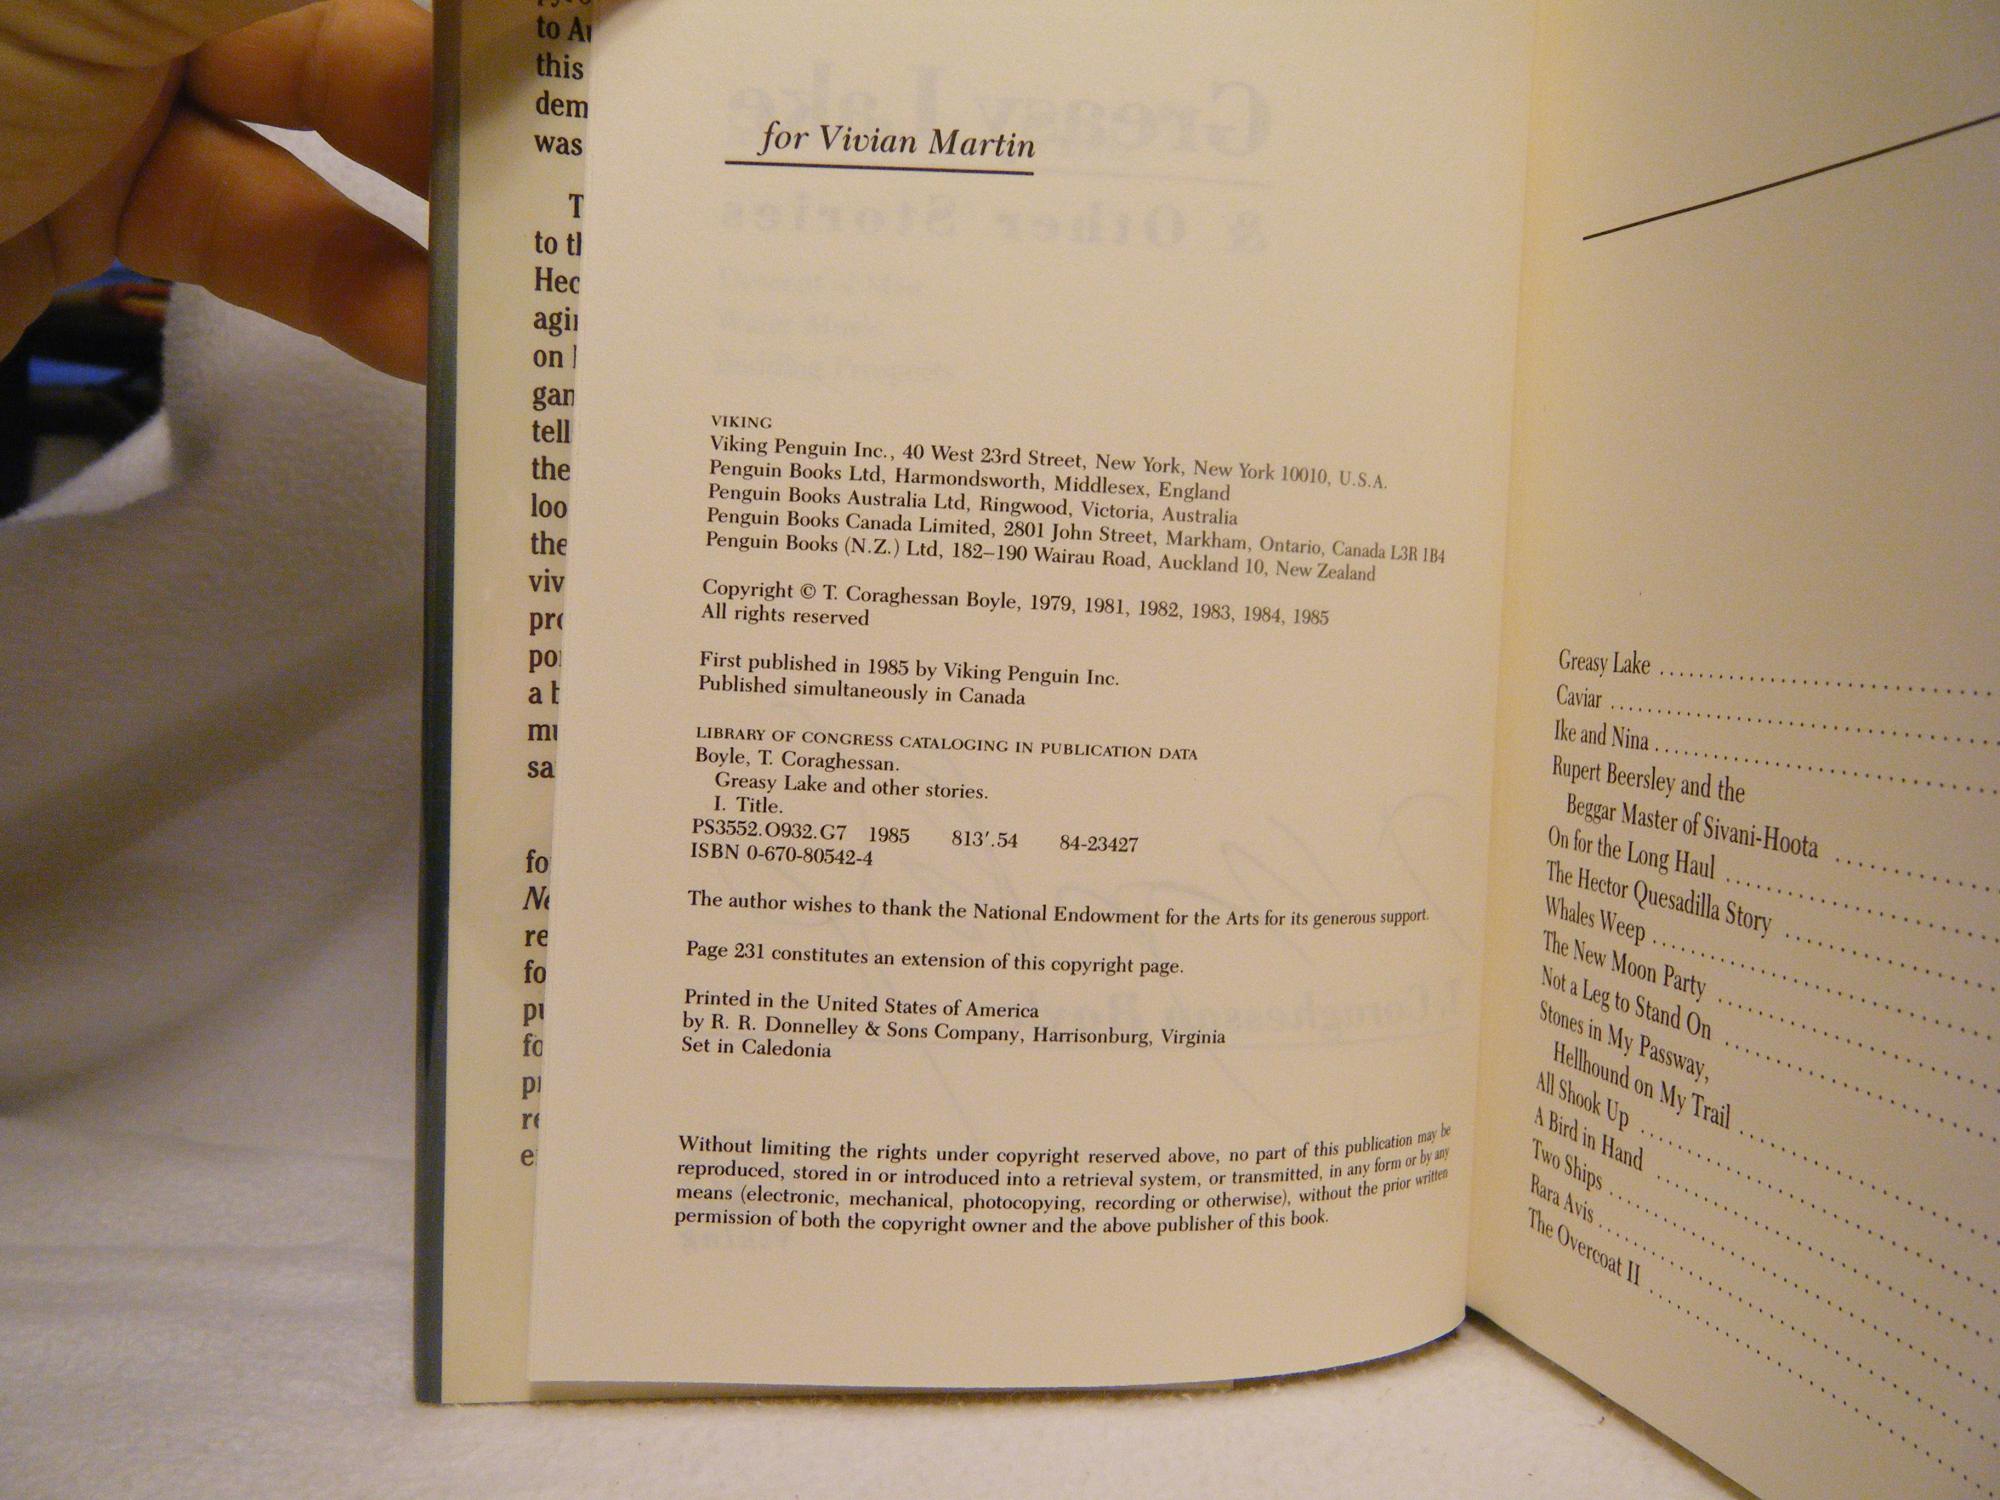 to
this
dem
was
T
to
Hec
on
tell
the
loo
the
viv
a
sa
fo
re
fo
for Vivian Martin
VIKING
Viking Penguin Inc., 40 West 23rd Street, New York, New York 10010, U.S.A.
Penguin Books Ltd, Harmondsworth, Middlesex, England
Penguin Books Australia Ltd, Ringwood, Victoria, Australia
Penguin Books Canada Limited, 2801 John Street, Markham, Ontario, Canada L3R 1B4
Penguin Books (N.Z.) Ltd, 182–190 Wairau Road, Auckland 10, New Zealand
Copyright © T. Coraghessan Boyle, 1979, 1981, 1982, 1983, 1984, 1985
All rights reserved
First published in 1985 by Viking Penguin Inc.
Published simultaneously in Canada
LIBRARY OF CONGRESS CATALOGING IN PUBLICATION DATA
Boyle, T. Coraghessan.
Greasy Lake and other stories.
I. Title.
PS3552.O932.G7 1985 813′.54 84-23427
ISBN 0-670-80542-4
The author wishes to thank the National Endowment for the Arts for its generous support.
Page 231 constitutes an extension of this copyright page.
Printed in the United States of America
by R. R. Donnelley & Sons Company, Harrisonburg, Virginia
Set in Caledonia
Without limiting the rights under copyright reserved above, no part of this publication may be
reproduced, stored in or introduced into a retrieval system, or transmitted, in any form or by any
means (electronic, mechanical, photocopying, recording or otherwise), without the prior written
permission of both the copyright owner and the above publisher of this book.
Greasy Lake
Caviar
Ike and Nina
Rupert Beersley and the
Beggar Master of Sivani-Hoota
On for the Long Haul
The Hector Quesadilla Story
Whales Weep
The New Moon Party
Not a Leg to Stand On
Stones in My Passway,
Hellhound on My Trail
All Shook Up
A Bird in Hand
Two Ships
Rara Avis
The Overcoat II